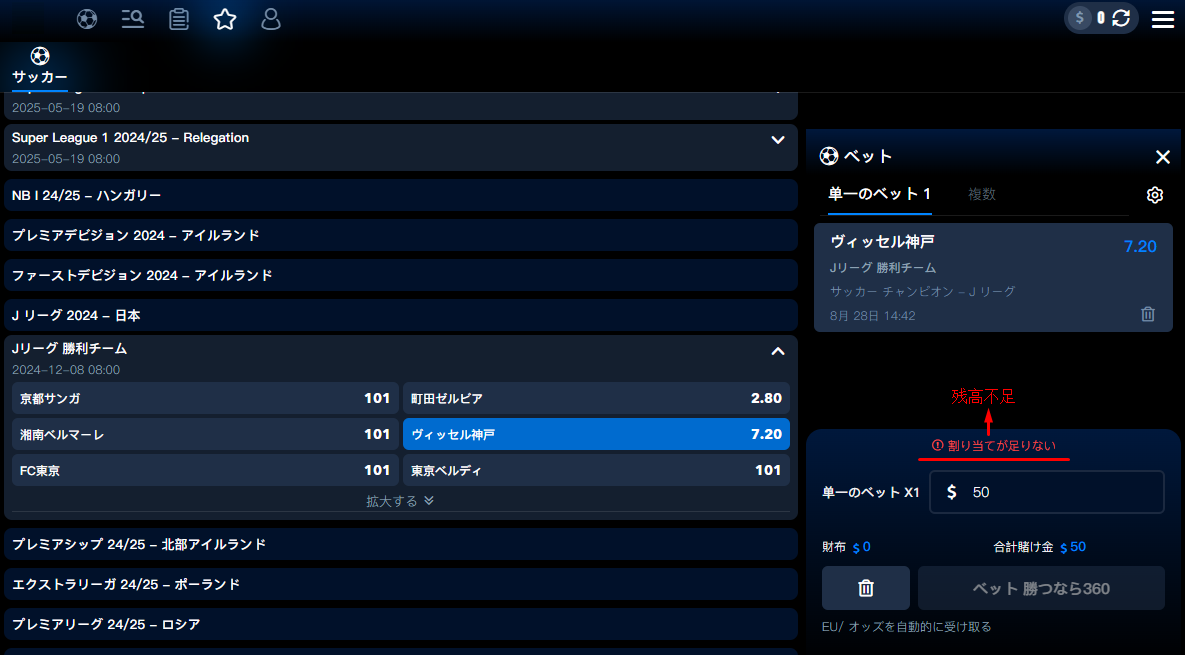 0
サッカー
2025-05-19 08:00
Super League 1 2024/25 - Relegation
2025-05-19 08:00
NB I 24/25 - ハンガリー
プレミアデビジョン 2024 - アイルランド
ファーストデビジョン 2024 - アイルランド
J リーグ 2024 - 日本
Jリーグ 勝利チーム
2024-12-08 08:00
京都サンガ 101
町田ゼルビア 2.80
湘南ベルマーレ 101
ヴィッセル神戸 7.20
FC東京 101
東京ベルディ 101
拡大する
プレミアシップ 24/25 - 北部アイルランド
エクストラリーガ 24/25 - ポーランド
プレミアリーグ 24/25 - ロシア
ベット
単一のベット 1 複数
ヴィッセル神戸 7.20
Jリーグ 勝利チーム
サッカー チャンピオン - J リーグ
8月 28日 14:42
残高不足
割り当てが足りない
単一のベット X1 $ 50
財布 $ 0 合計賭け金 $ 50
ベット 勝つなら360
EU/ オッズを自動的に受け取る